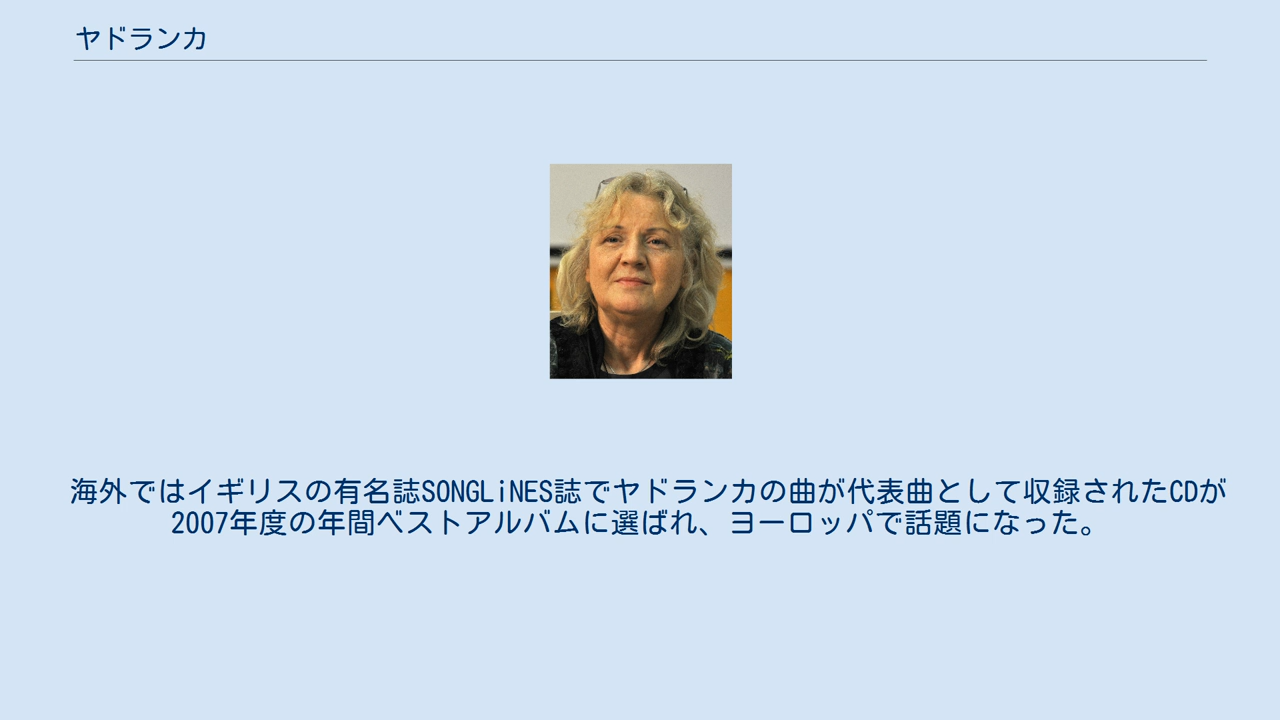 ヤドランカ
海外ではイギリスの有名誌SONGLiNES誌でヤドランカの曲が代表曲として収録されたCDが
2007年度の年間ベストアルバムに選ばれ、ヨーロッパで話題になった。